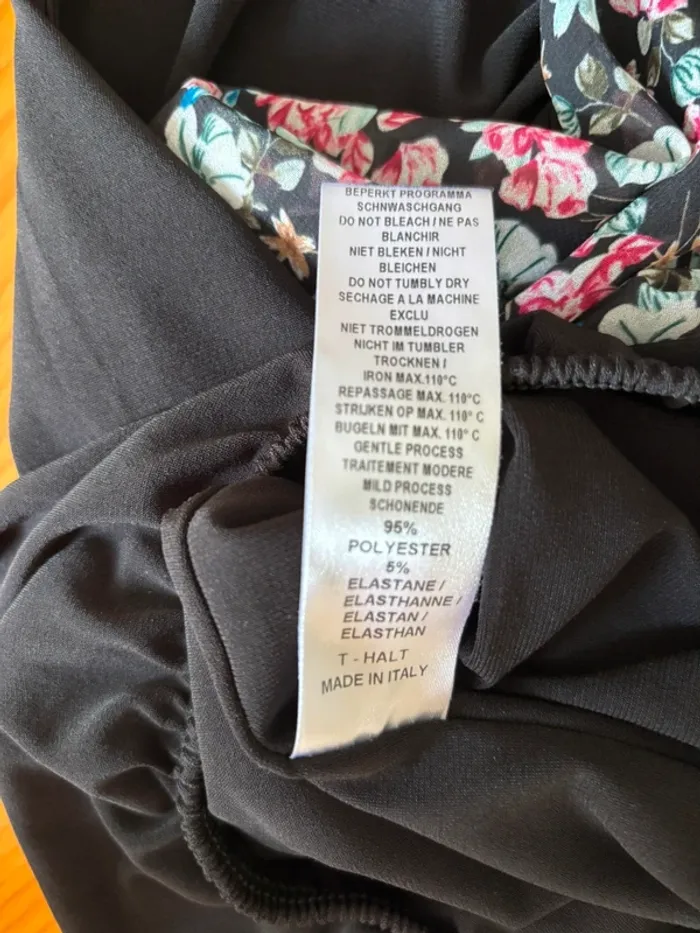 BEPERKT PROGRAMMA
SCHNWASCHGANG
DO NOT BLEACH / NE PAS
BLANCHIR
NIET BLEKEN / NICHT
BLEICHEN
DO NOT TUMBLY DRY
SECHAGE A LA MACHINE
EXCLU
NIET TROMMELDROGEN
NICHT IM TUMBLER
TROCKNEN /
IRON MAX.110°C
REPASSAGE MAX. 110°C
STRIJKEN OP MAX. 110° C
BUGELN MIT MAX. 110° C
GENTLE PROCESS
TRAITEMENT MODERE
MILD PROCESS
SCHONENDE
95%
POLYESTER
5%
ELASTANE /
ELASTHANNE /
ELASTAN /
ELASTHAN
T - HALT
MADE IN ITALY